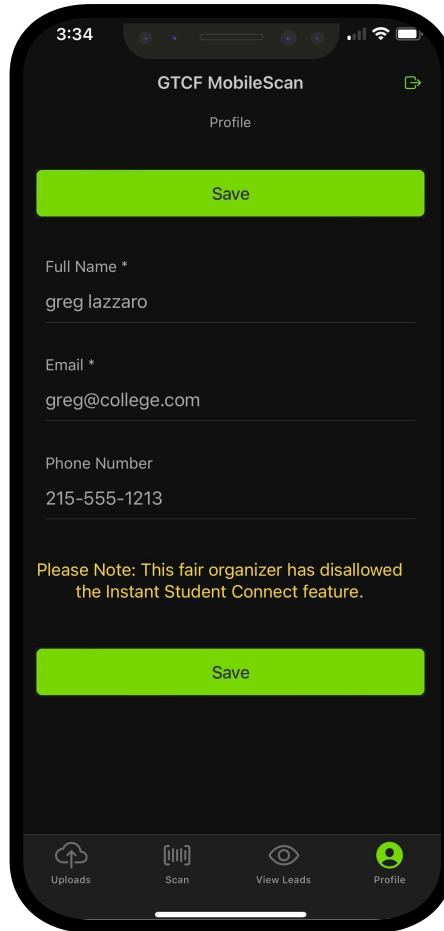 3:34
GTCF MobileScan
Profile
Save
Full Name *
greg lazzaro
Email *
greg@college.com
Phone Number
215-555-1213
Please Note: This fair organizer has disallowed
the Instant Student Connect feature.
Save
Uploads Scan View Leads Profile